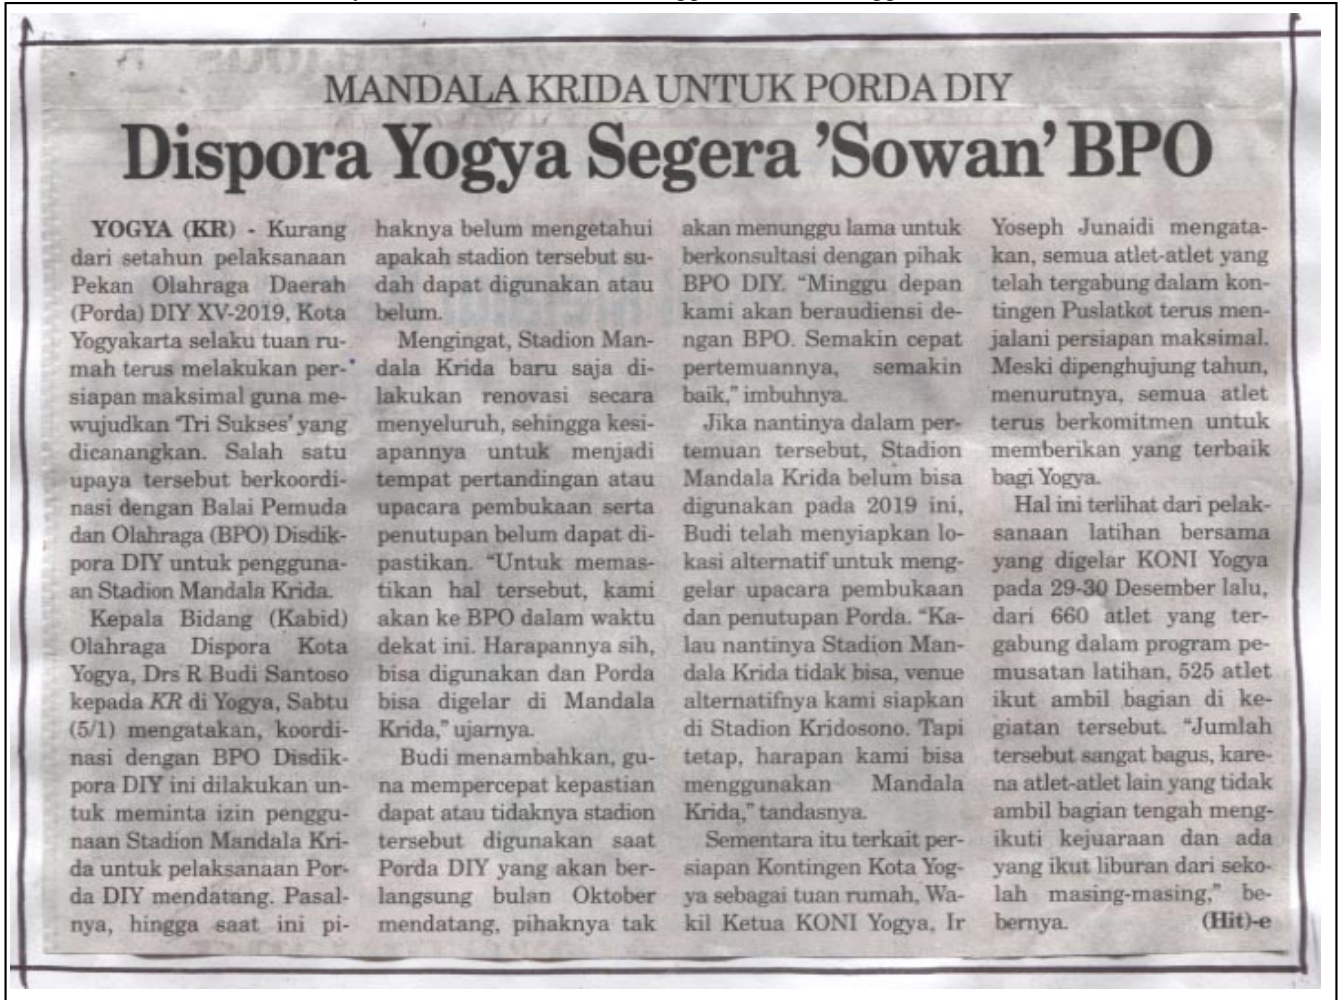 MANDALA KRIDA UNTUK PORDA DIY
Dispora Yogya Segera 'Sowan' BPO
YOGYA (KR) - Kurang
dari setahun pelaksanaan
Pekan Olahraga Daerah
(Porda) DIY XV-2019, Kota
Yogyakarta selaku tuan ru-
mah terus melakukan per-
siapan maksimal guna me-
wujudkan 'Tri Sukses' yang
dicanangkan. Salah satu
upaya tersebut berkoordi-
nasi dengan Balai Pemuda
dan Olahraga (BPO) Disdik-
pora DIY untuk pengguna-
an Stadion Mandala Krida.
Kepala Bidang (Kabid)
Olahraga Dispora Kota
Yogya, Drs R Budi Santoso
kepada KR di Yogya, Sabtu
(5/1) mengatakan, koordi-
nasi dengan BPO Disdik-
pora DIY ini dilakukan un-
tuk meminta izin penggu-
naan Stadion Mandala Kri-
da untuk pelaksanaan Por-
da DIY mendatang. Pasal-
nya, hingga saat ini pi-
haknya belum mengetahui
apakah stadion tersebut su-
dah dapat digunakan atau
belum.
Mengingat, Stadion Man-
dala Krida baru saja di-
lakukan renovasi secara
menyeluruh, sehingga kesi-
apannya untuk menjadi
tempat pertandingan atau
upacara pembukaan serta
penutupan belum dapat di-
pastikan. "Untuk memas-
tikan hal tersebut, kami
akan ke BPO dalam waktu
dekat ini. Harapannya sih,
bisa digunakan dan Porda
bisa digelar di Mandala
Krida," ujarnya.
Budi menambahkan, gu-
na mempercepat kepastian
dapat atau tidaknya stadion
tersebut digunakan saat
Porda DIY yang akan ber-
langsung bulan Oktober
mendatang, pihaknya tak
akan menunggu lama untuk
berkonsultasi dengan pihak
BPO DIY. "Minggu depan
kami akan beraudiensi de-
ngan BPO. Semakin cepat
pertemuannya, semakin
baik," imbuhnya.
Jika nantinya dalam per-
temuan tersebut, Stadion
Mandala Krida belum bisa
digunakan pada 2019 ini,
Budi telah menyiapkan lo-
kasi alternatif untuk meng-
gelar upacara pembukaan
dan penutupan Porda. "Ka-
lau nantinya Stadion Man-
dala Krida tidak bisa, venue
alternatifnya kami siapkan
di Stadion Kridosono. Tapi
tetap, harapan kami bisa
menggunakan Mandala
Krida," tandasnya.
Sementara itu terkait per-
siapan Kontingen Kota Yog-
ya sebagai tuan rumah, Wa-
kil Ketua KONI Yogya, Ir
Yoseph Junaidi mengata-
kan, semua atlet-atlet yang
telah tergabung dalam kon-
tingen Puslatkot terus men-
jalani persiapan maksimal.
Meski dipenghujung tahun,
menurutnya, semua atlet
terus berkomitmen untuk
memberikan yang terbaik
bagi Yogya.
Hal ini terlihat dari pelak-
sanaan latihan bersama
yang digelar KONI Yogya
pada 29-30 Desember lalu,
dari 660 atlet yang ter-
gabung dalam program pe-
musatan latihan, 525 atlet
ikut ambil bagian di ke-
giatan tersebut. "Jumlah
tersebut sangat bagus, kare-
na atlet-atlet lain yang tidak
ambil bagian tengah meng-
ikuti kejuaraan dan ada
yang ikut liburan dari seko-
lah masing-masing," be-
bernya. (Hit)-e